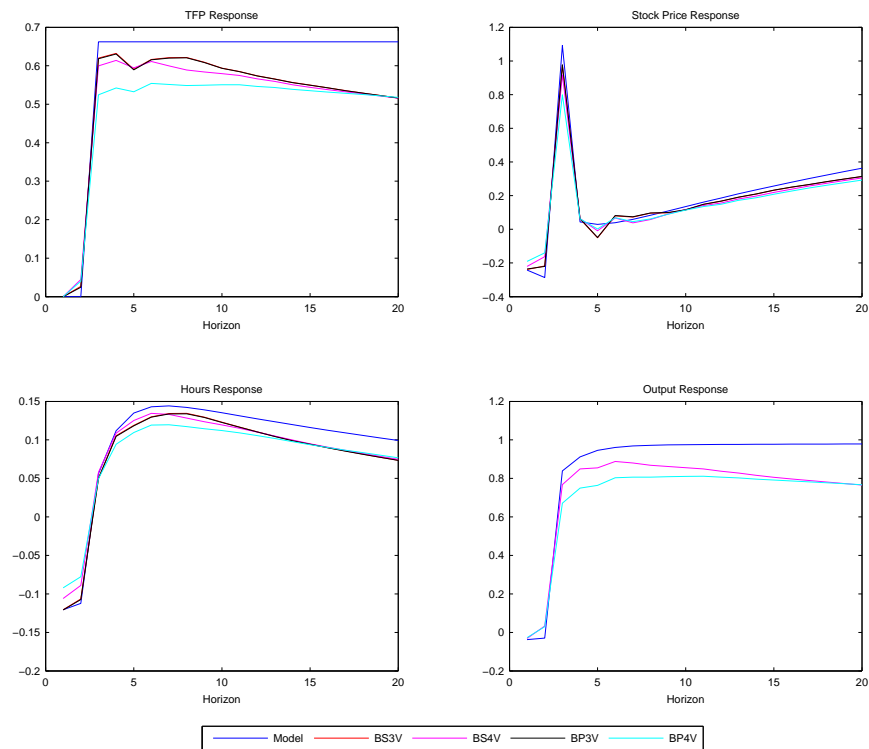 TFP Response
0.7
0.6
0.5
0.4
0.3
0.2
0.1
0
0 5 10 15 20
Horizon
Stock Price Response
1.2
1
0.8
0.6
0.4
0.2
0
−0.2
−0.4
0 5 10 15 20
Horizon
Hours Response
0.15
0.1
0.05
0
−0.05
−0.1
−0.15
−0.2
0 5 10 15 20
Horizon
Output Response
1.2
1
0.8
0.6
0.4
0.2
0
−0.2
0 5 10 15 20
Horizon
Model BS3V BS4V BP3V BP4V